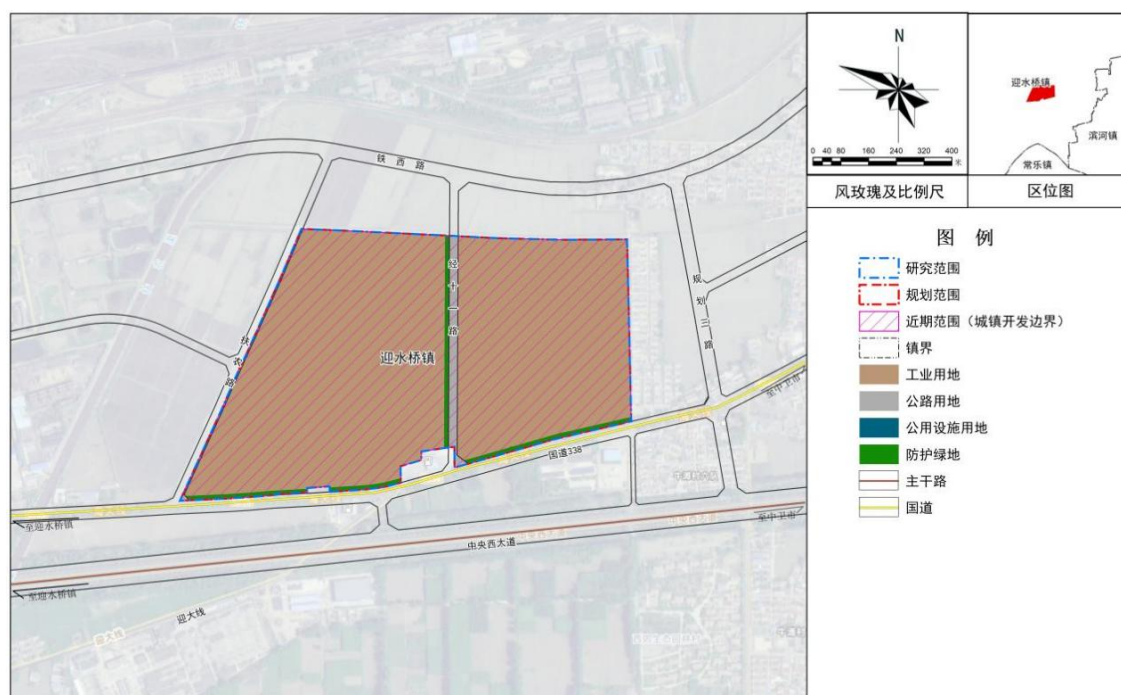 铁西路
经十一路
规划三路
扶农路
迎水桥镇
国道338
至中卫市
至迎水桥镇
中央西大道
至中卫市
至迎水桥镇
迎大线
迎大线
N
0 40 80 160 240 320 400
米
风玫瑰及比例尺
迎水桥镇
滨河镇
常乐镇
区位图
图 例
研究范围
规划范围
近期范围（城镇开发边界）
镇界
工业用地
公路用地
公用设施用地
防护绿地
主干路
国道